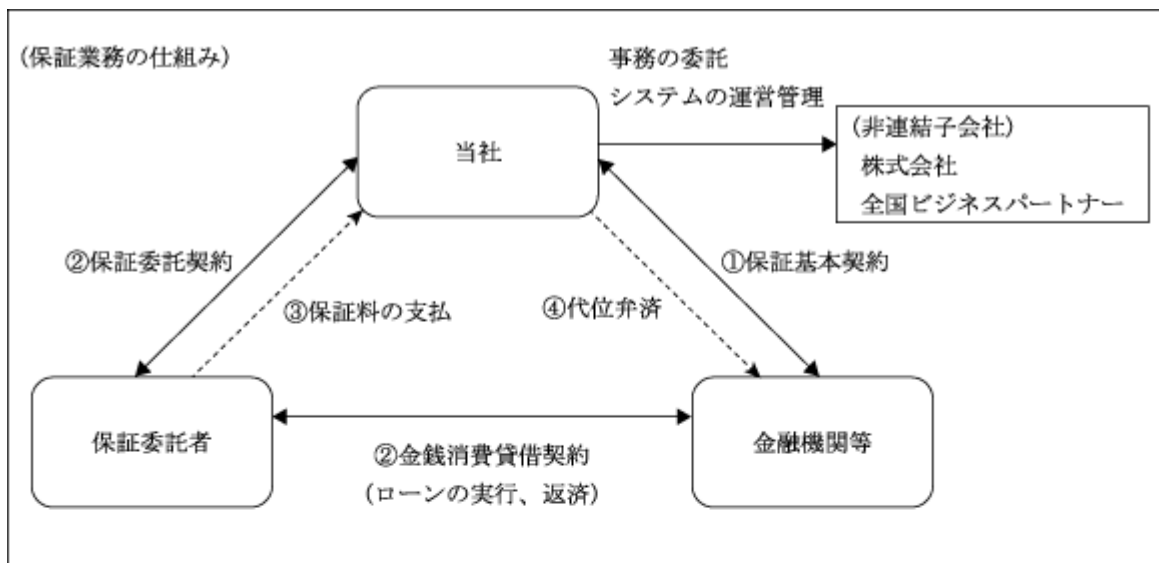 (保証業務の仕組み)
事務の委託
システムの運営管理
当社
(非連結子会社)
株式会社
全国ビジネスパートナー
②保証委託契約
①保証基本契約
③保証料の支払
④代位弁済
保証委託者
金融機関等
②金銭消費貸借契約
(ローンの実行、返済)